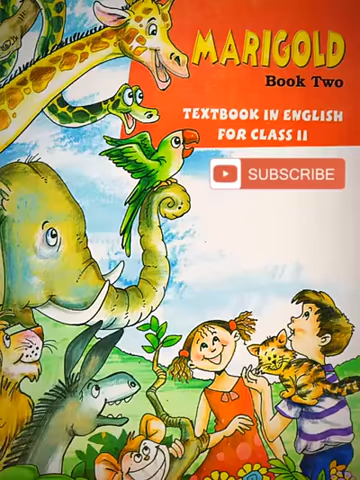 MARIGOLD
Book Two
TEXTBOOK IN ENGLISH
FOR CLASS II
SUBSCRIBE